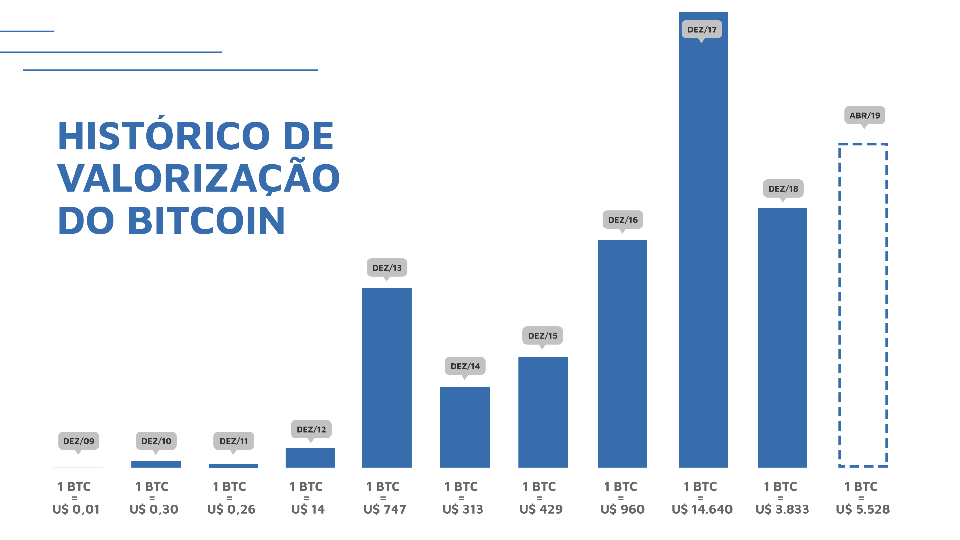 HISTÓRICO DE
VALORIZAÇÃO
DO BITCOIN
DEZ/09
DEZ/10
DEZ/11
DEZ/12
DEZ/13
DEZ/14
DEZ/15
DEZ/16
DEZ/17
DEZ/18
ABR/19
1 BTC
=
U$ 0,01
1 BTC
=
U$ 0,30
1 BTC
=
U$ 0,26
1 BTC
=
U$ 14
1 BTC
=
U$ 747
1 BTC
=
U$ 313
1 BTC
=
U$ 429
1 BTC
=
U$ 960
1 BTC
=
U$ 14.640
1 BTC
=
U$ 3.833
1 BTC
=
U$ 5.528